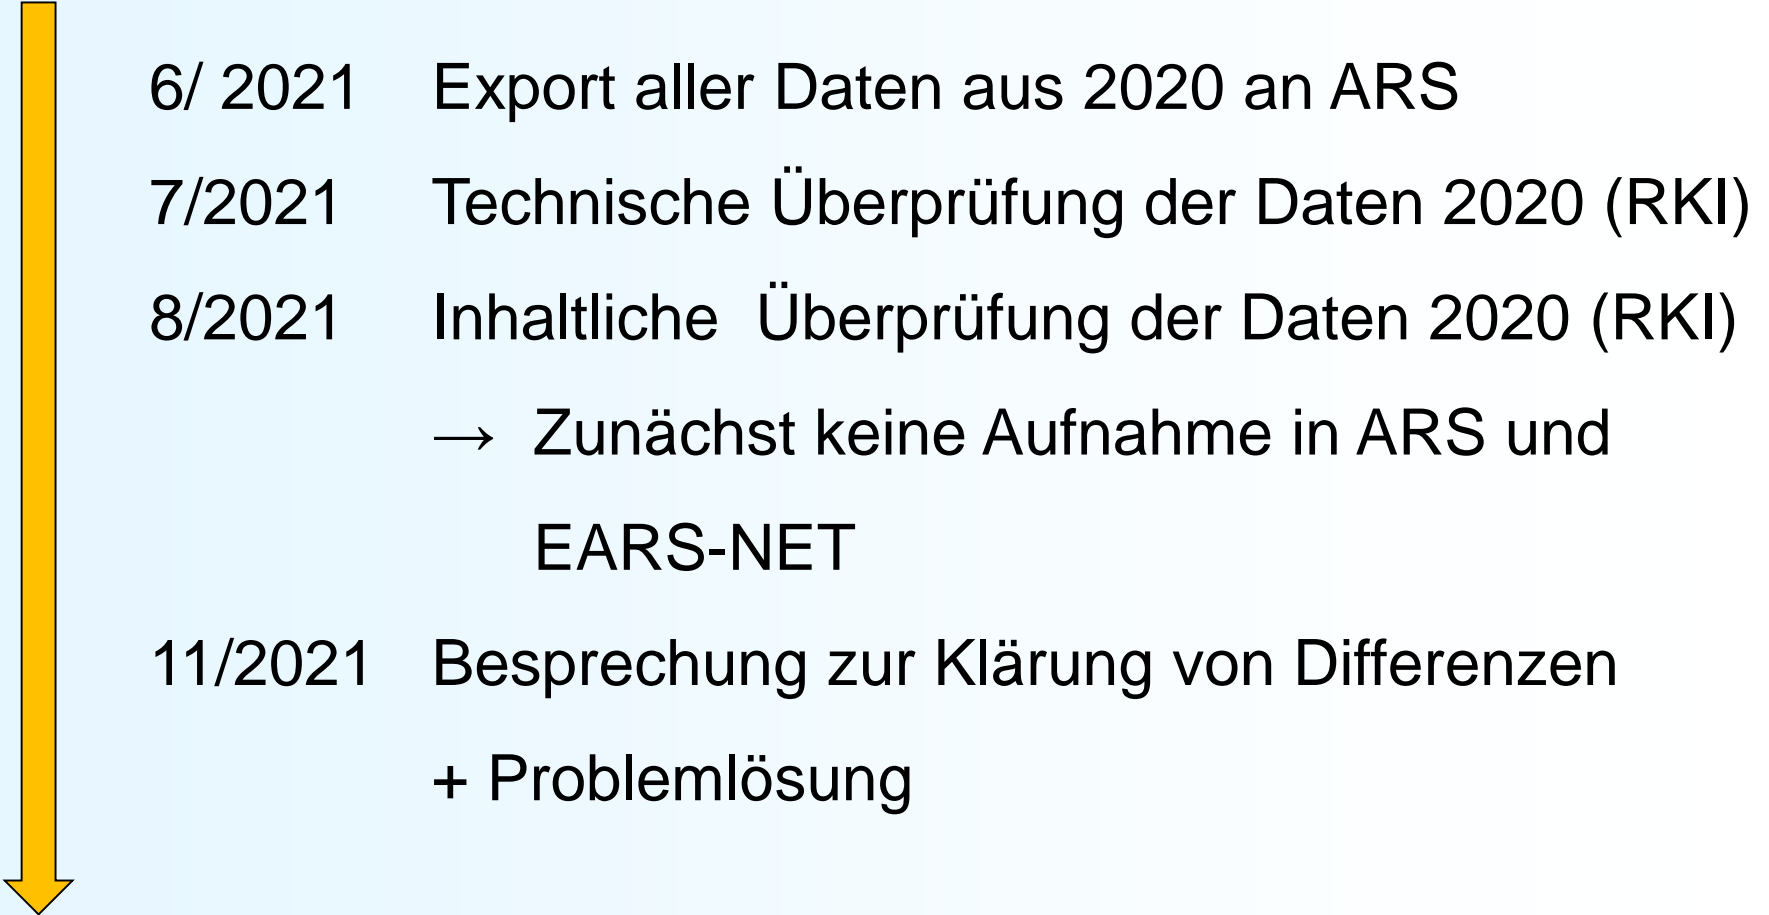 6/ 2021 Export aller Daten aus 2020 an ARS
7/2021 Technische Überprüfung der Daten 2020 (RKI)
8/2021 Inhaltliche Überprüfung der Daten 2020 (RKI)
→ Zunächst keine Aufnahme in ARS und
EARS-NET
11/2021 Besprechung zur Klärung von Differenzen
+ Problemlösung